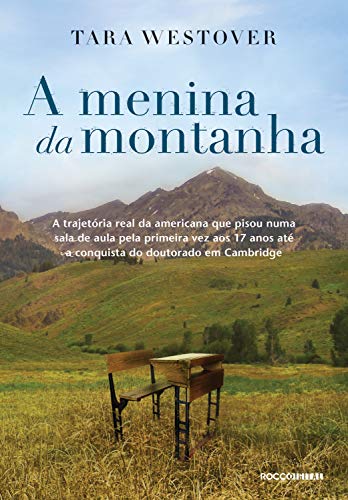 TARA WESTOVER
A menina
da montanha
A trajetória real da americana que pisou numa
sala de aula pela primeira vez aos 17 anos até
a conquista do doutorado em Cambridge
ROCCO DIGITAL